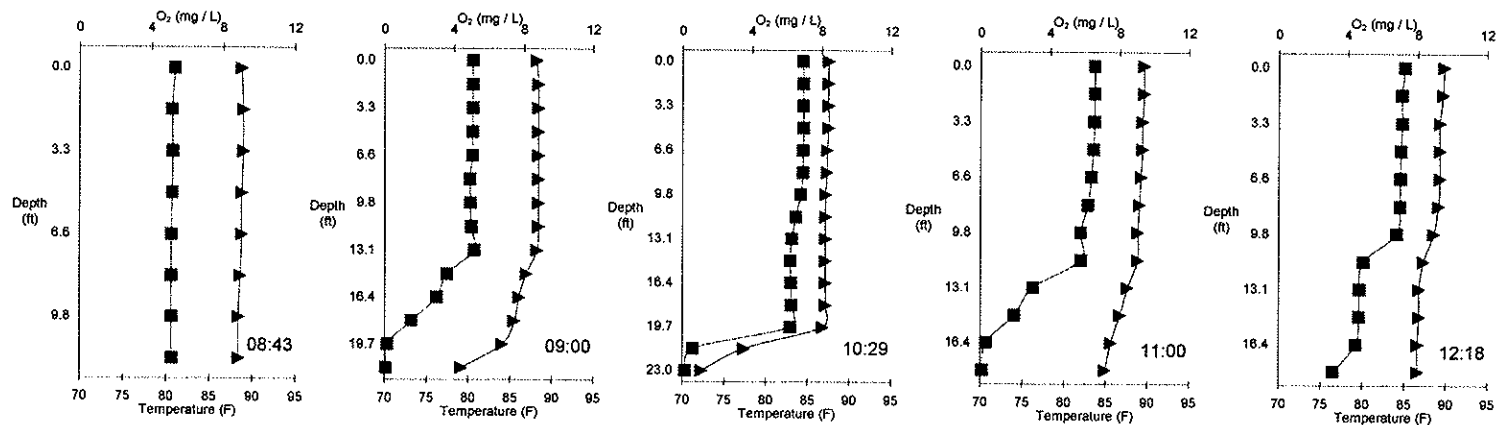 O₂ (mg / L)
0 4 8 12
0.0
3.3
Depth
(ft)
6.6
9.8
08:43
70 75 80 85 90 95
Temperature (F)
O₂ (mg / L)
0 4 8 12
0.0
3.3
6.6
Depth
(ft)
9.8
13.1
16.4
19.7
09:00
70 75 80 85 90 95
Temperature (F)
O₂ (mg / L)
0 4 8 12
0.0
3.3
6.6
Depth
(ft)
9.8
13.1
16.4
19.7
23.0
10:29
70 75 80 85 90 95
Temperature (F)
O₂ (mg / L)
0 4 8 12
0.0
3.3
6.6
Depth
(ft)
9.8
13.1
16.4
11:00
70 75 80 85 90 95
Temperature (F)
O₂ (mg / L)
0 4 8 12
0.0
3.3
6.6
Depth
(ft)
9.8
13.1
16.4
12:18
70 75 80 85 90 95
Temperature (F)